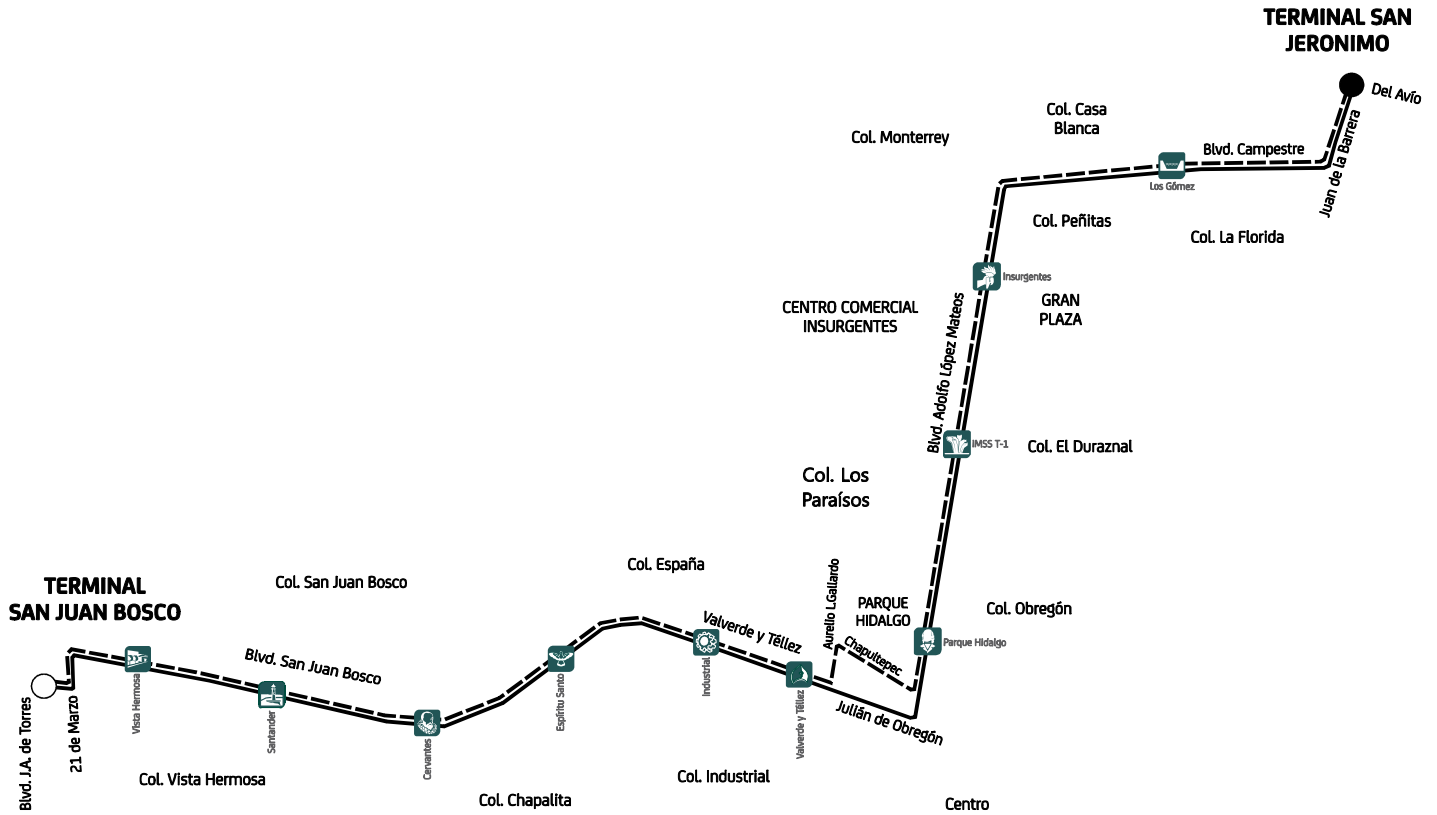 TERMINAL SAN
JERONIMO
Del Avío
Juan de la Barrera
Col. Casa
Blanca
Col. Monterrey
Blvd. Campestre
Los Gómez
Col. Peñitas
Col. La Florida
Insurgentes
CENTRO COMERCIAL
INSURGENTES
GRAN
PLAZA
Blvd. Adolfo López Mateos
IMSS T-1
Col. El Duraznal
Col. Los
Paraísos
Col. España
Col. San Juan Bosco
TERMINAL
SAN JUAN BOSCO
Aurelio L.Gallardo
PARQUE
HIDALGO
Col. Obregón
Valverde y Téllez
Chapultepec
Parque Hidalgo
Blvd. San Juan Bosco
Blvd. J.A. de Torres
21 de Marzo
Vista Hermosa
Santander
Cervantes
Espíritu Santo
Industrial
Valverde y Téllez
Julián de Obregón
Col. Vista Hermosa
Col. Chapalita
Col. Industrial
Centro